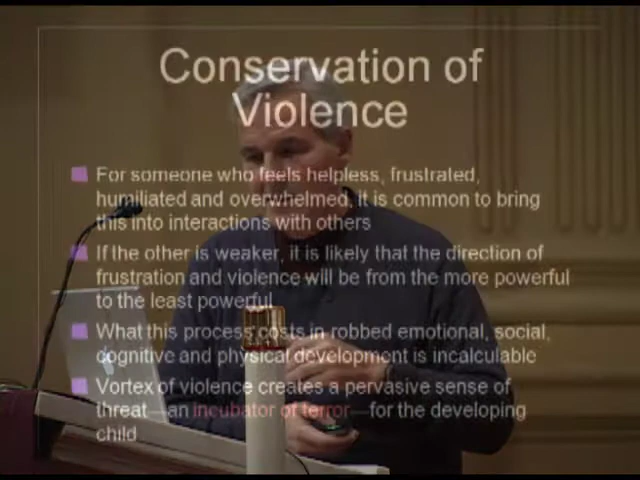 Conservation of
Violence
For someone who feels helpless, frustrated,
humiliated and overwhelmed, it is common to bring
this into interactions with others
If the other is weaker, it is likely that the direction of
frustration and violence will be from the more powerful
to the least powerful
What this process costs in robbed emotional, social,
cognitive and physical development is incalculable
Vortex of violence creates a pervasive sense of
threat—an incubator of terror—for the developing
child